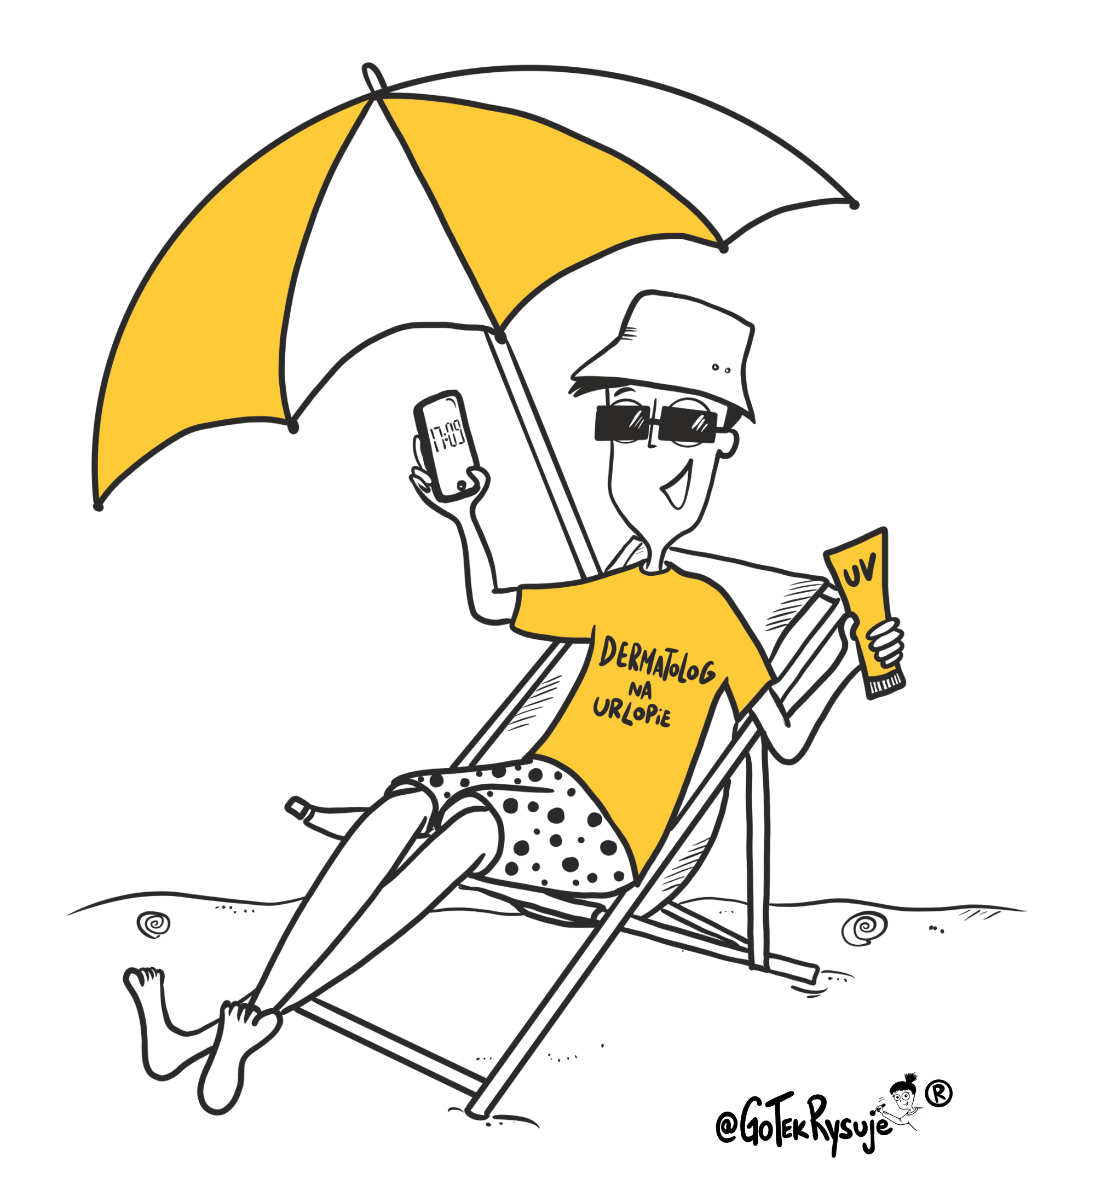 17:09
UV
DERMATOLOG
NA
URLOPiE
@GoTEKRysuje ®